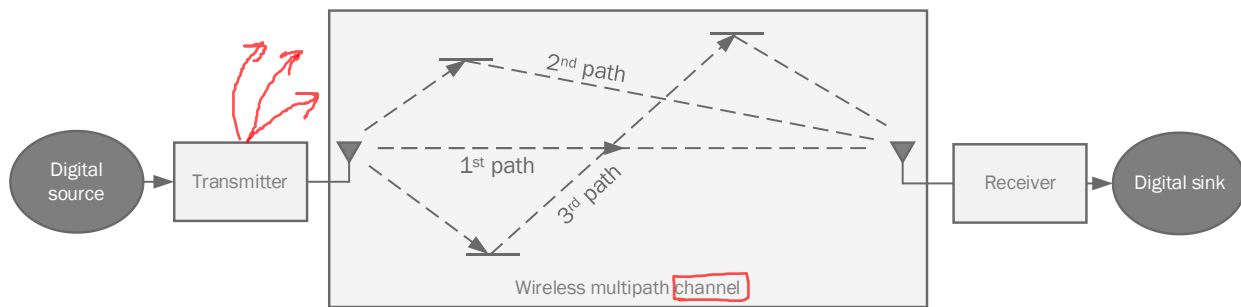 Digital
source
Transmitter
2nd path
1st path
3rd path
Receiver
Digital sink
Wireless multipath channel